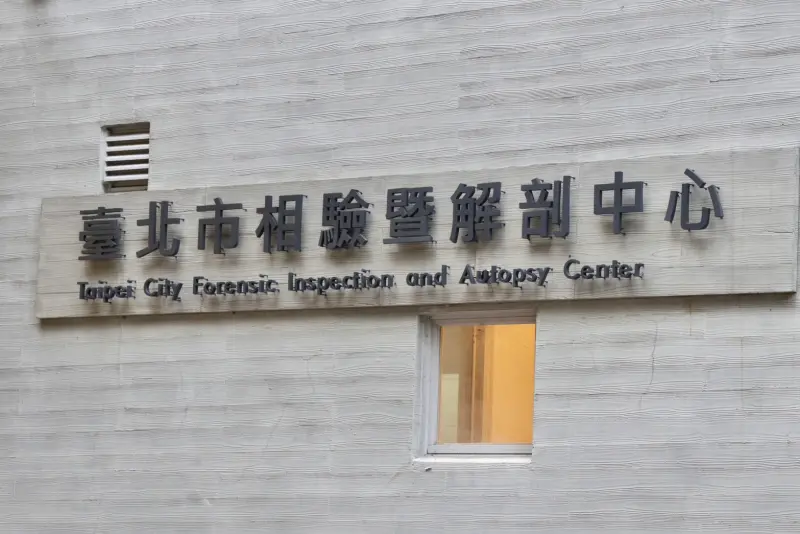 臺北市相驗暨解剖中心
Taipei City Forensic Inspection and Autopsy Center